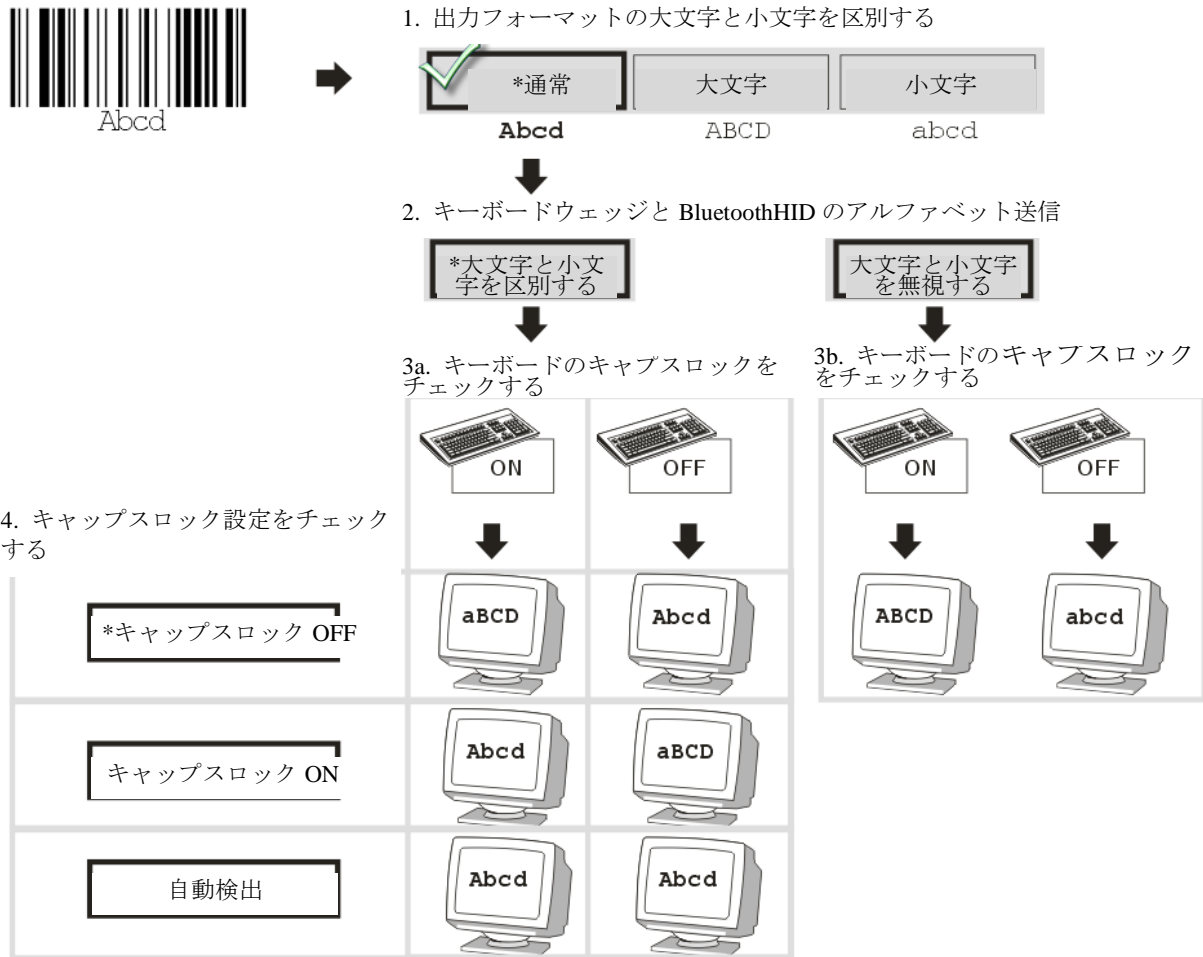 Abcd
1. 出力フォーマットの大文字と小文字を区別する
*通常
大文字
小文字
Abcd
ABCD
abcd
2. キーボードウェッジと BluetoothHID のアルファベット送信
*大文字と小文
字を区別する
大文字と小文字
を無視する
3a. キーボードのキャプスロックを
チェックする
3b. キーボードのキャプスロック
をチェックする
ON
OFF
ON
OFF
4. キャップスロック設定をチェック
する
*キャップスロック OFF
aBCD
Abcd
ABCD
abcd
キャップスロック ON
Abcd
aBCD
自動検出
Abcd
Abcd